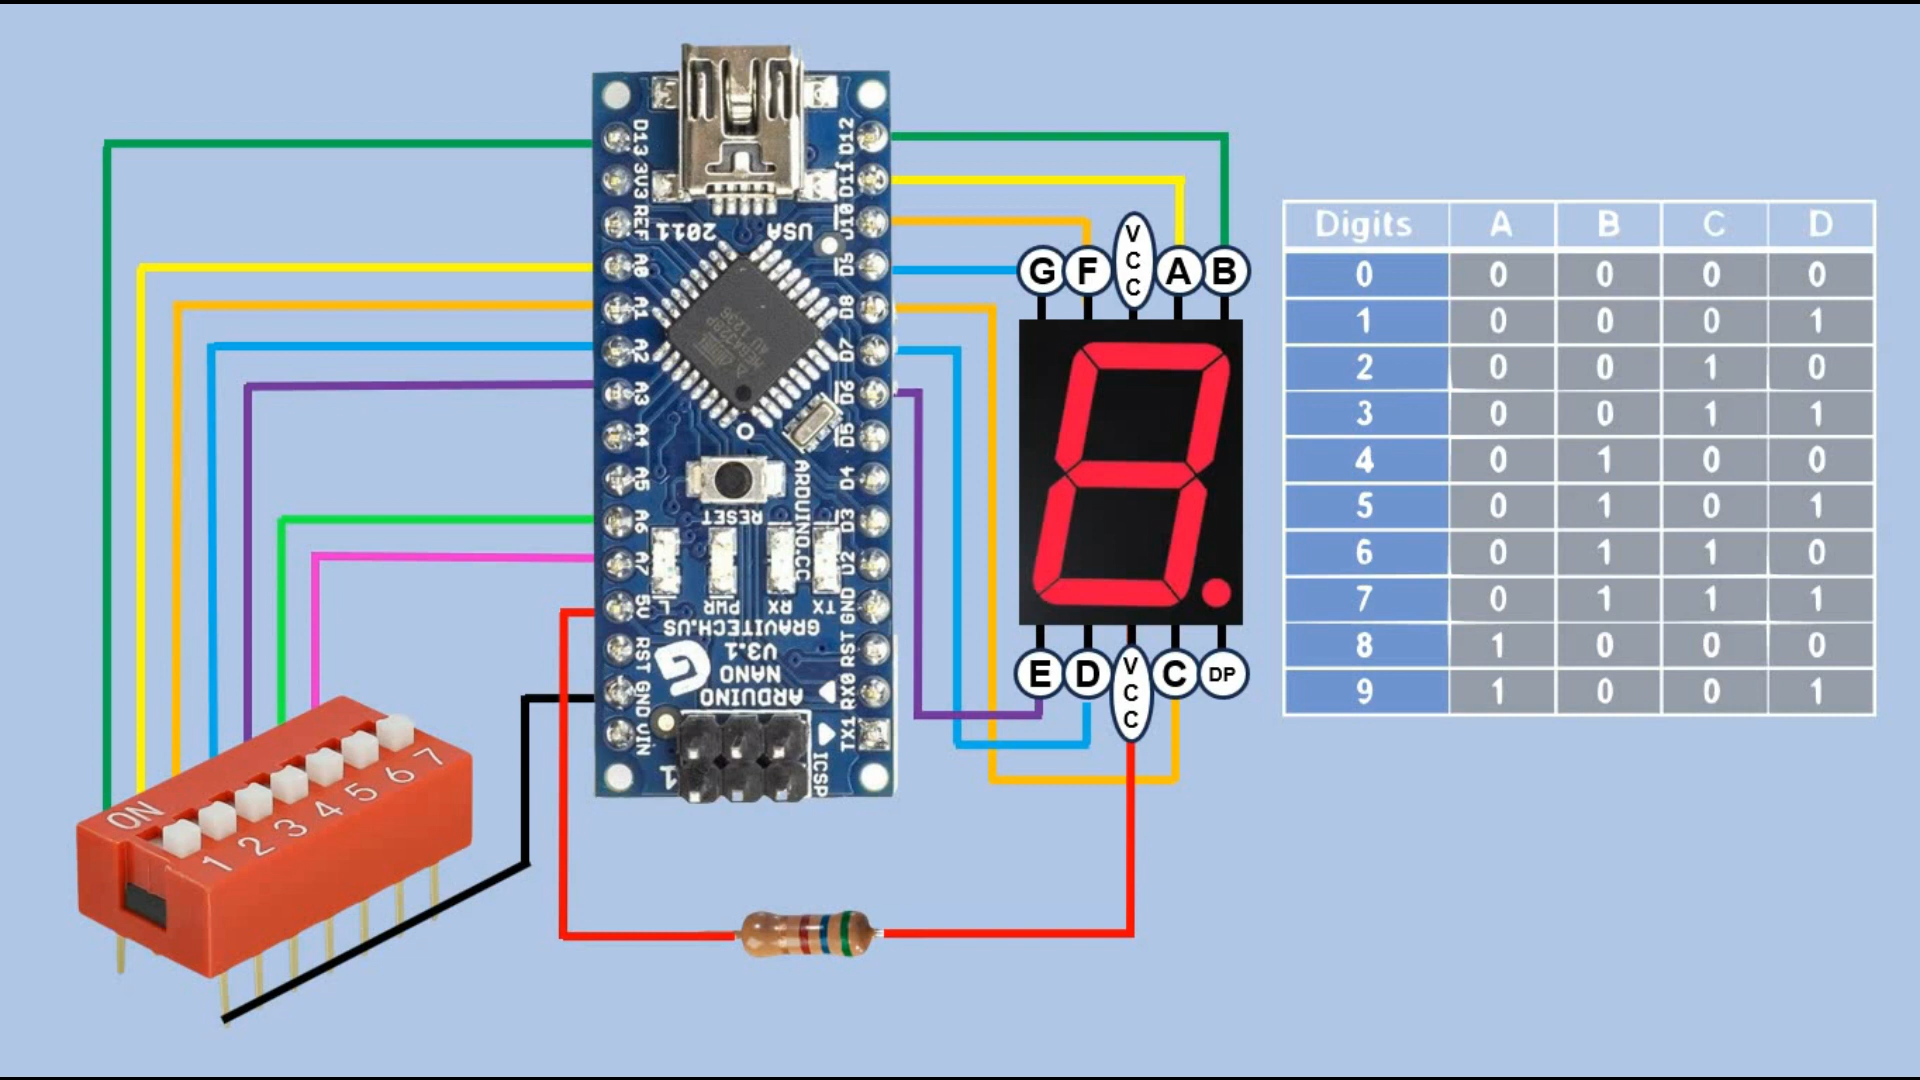 D13
3V3
REF
A0
A1
A2
A3
A4
A5
A6
A7
5V
RST
GND
VIN
D12
D11
D10
D9
D8
D7
D6
D5
D4
D3
D2
GND
RST
RX0
TX1
USA
2011
RESET
ARDUINO.CC
TX RX PWR L
GRAVITECH.US
ARDUINO
NANO
V3.1
G
ICSP
1
ON
1 2 3 4 5 6 7
G F VCC A B
E D VCC C DP
Digits A B C D
0 0 0 0 0
1 0 0 0 1
2 0 0 1 0
3 0 0 1 1
4 0 1 0 0
5 0 1 0 1
6 0 1 1 0
7 0 1 1 1
8 1 0 0 0
9 1 0 0 1